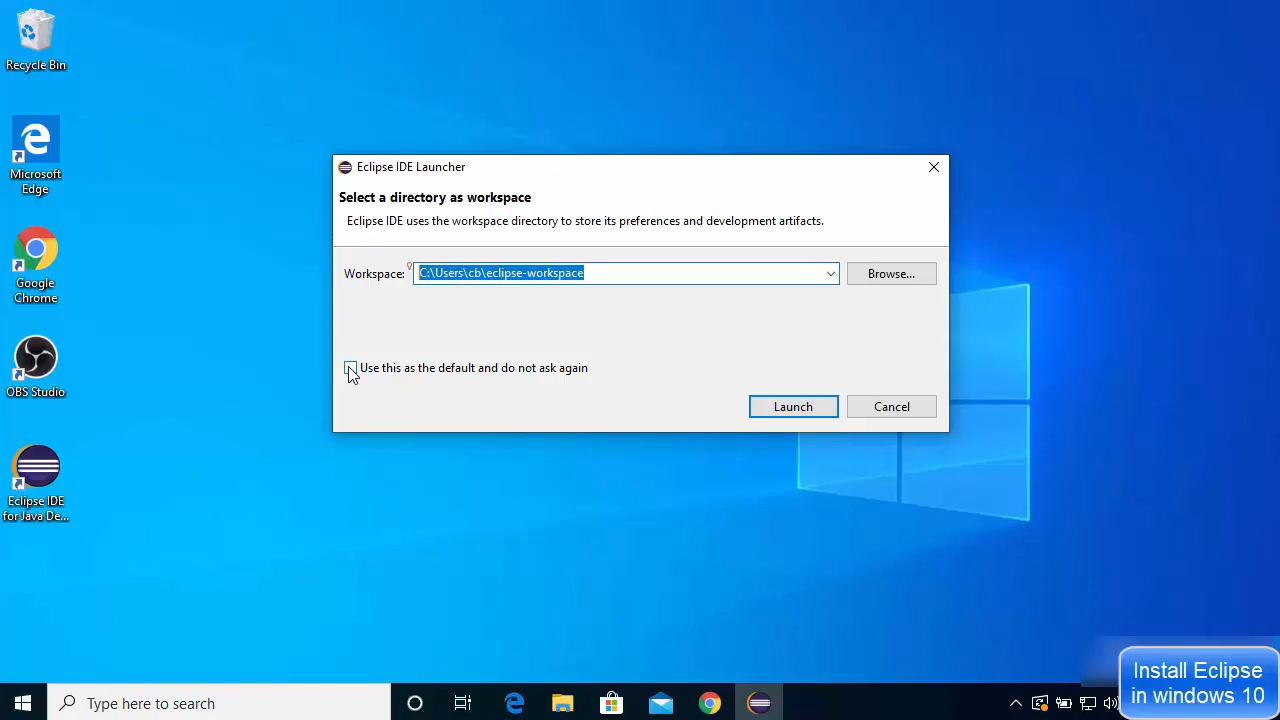 Recycle Bin
Microsoft
Edge
Google
Chrome
OBS Studio
Eclipse IDE
for Java De...
Eclipse IDE Launcher
Select a directory as workspace
Eclipse IDE uses the workspace directory to store its preferences and development artifacts.
Workspace:
C:\Users\cb\eclipse-workspace
Browse...
Use this as the default and do not ask again
Launch
Cancel
Type here to search
Install Eclipse
in windows 10